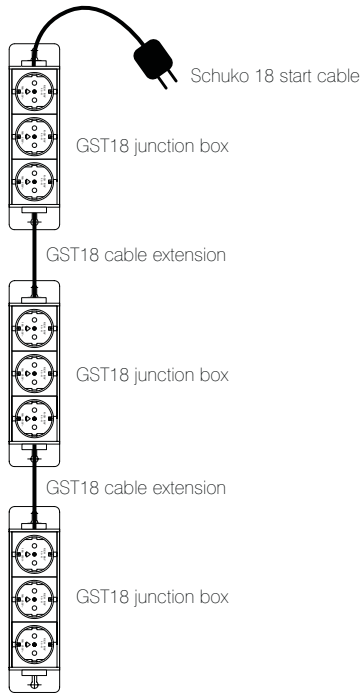 Schuko 18 start cable
GST18 junction box
GST18 cable extension
GST18 junction box
GST18 cable extension
GST18 junction box